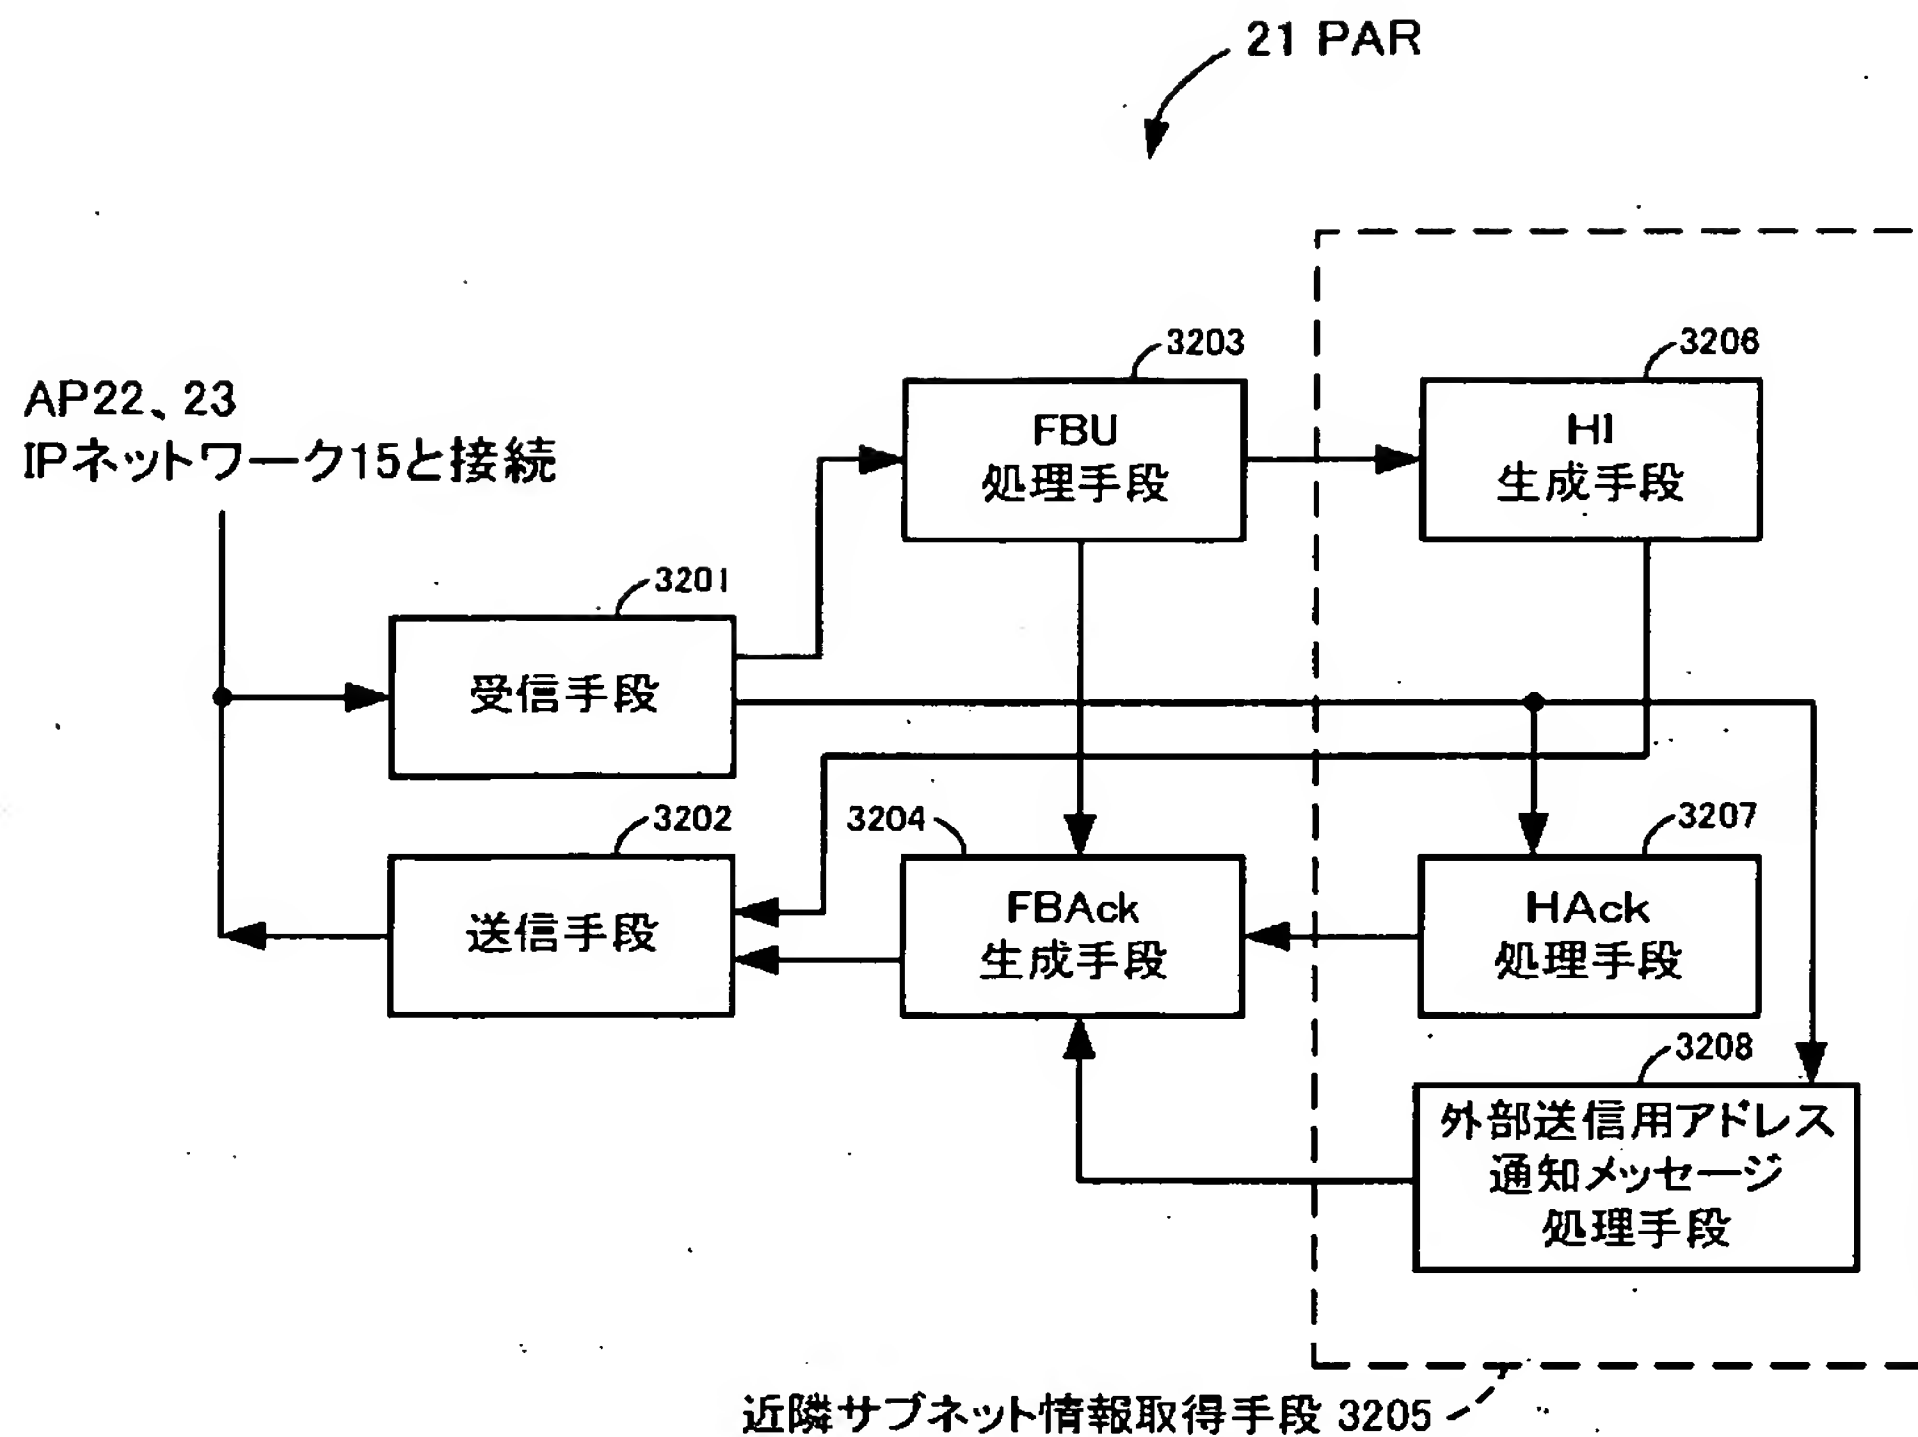 21 PAR
AP22、23
IPネットワーク15と接続
3203
FBU
処理手段
3206
HI
生成手段
3201
受信手段
3202
送信手段
3204
FBAck
生成手段
3207
HAck
処理手段
3208
外部送信用アドレス
通知メッセージ
処理手段
近隣サブネット情報取得手段 3205